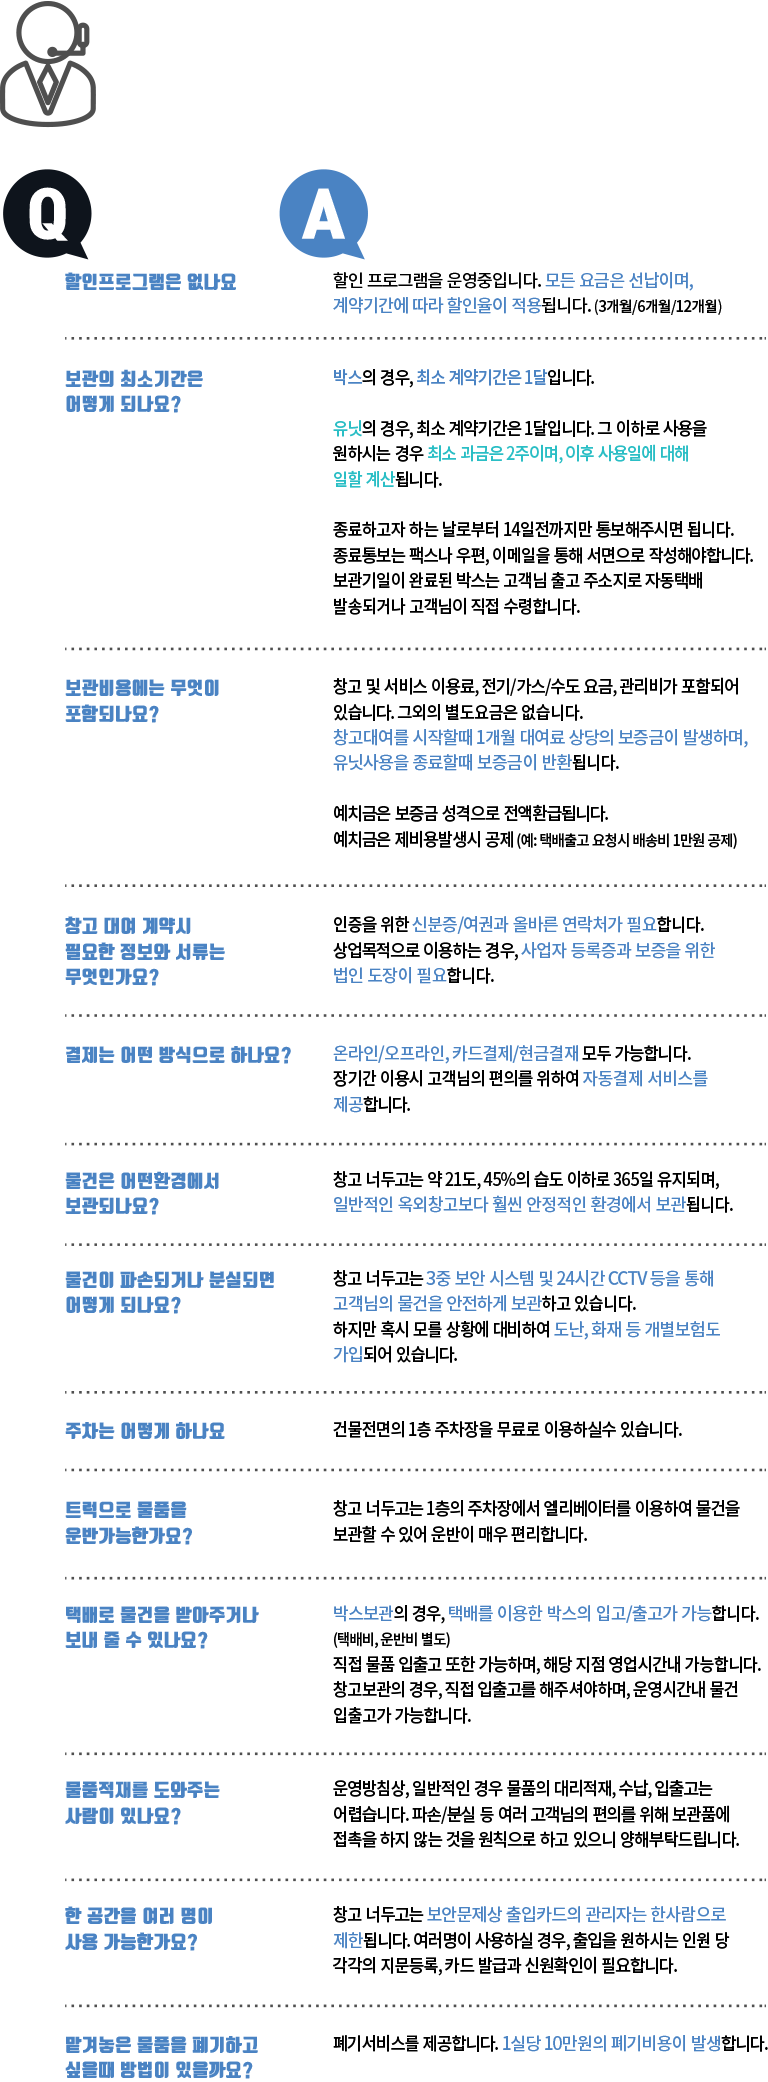 Q
A
할인프로그램은 없나요
할인 프로그램을 운영중입니다. 모든 요금은 선납이며,
계약기간에 따라 할인율이 적용됩니다. (3개월/6개월/12개월)
보관의 최소기간은
어떻게 되나요?
박스의 경우, 최소 계약기간은 1달입니다.
유닛의 경우, 최소 계약기간은 1달입니다. 그 이하로 사용을
원하시는 경우 최소 과금은 2주이며, 이후 사용일에 대해
일할 계산됩니다.
종료하고자 하는 날로부터 14일전까지만 통보해주시면 됩니다.
종료통보는 팩스나 우편, 이메일을 통해 서면으로 작성해야합니다.
보관기일이 완료된 박스는 고객님 출고 주소지로 자동택배
발송되거나 고객님이 직접 수령합니다.
보관비용에는 무엇이
포함되나요?
창고 및 서비스 이용료, 전기/가스/수도 요금, 관리비가 포함되어
있습니다. 그외의 별도요금은 없습니다.
창고대여를 시작할때 1개월 대여료 상당의 보증금이 발생하며,
유닛사용을 종료할때 보증금이 반환됩니다.
예치금은 보증금 성격으로 전액환급됩니다.
예치금은 제비용발생시 공제 (예: 택배출고 요청시 배송비 1만원 공제)
창고 대여 계약시
필요한 정보와 서류는
무엇인가요?
인증을 위한 신분증/여권과 올바른 연락처가 필요합니다.
상업목적으로 이용하는 경우, 사업자 등록증과 보증을 위한
법인 도장이 필요합니다.
결제는 어떤 방식으로 하나요?
온라인/오프라인, 카드결제/현금결재 모두 가능합니다.
장기간 이용시 고객님의 편의를 위하여 자동결제 서비스를
제공합니다.
물건은 어떤환경에서
보관되나요?
창고 너두고는 약 21도, 45%의 습도 이하로 365일 유지되며,
일반적인 옥외창고보다 훨씬 안정적인 환경에서 보관됩니다.
물건이 파손되거나 분실되면
어떻게 되나요?
창고 너두고는 3중 보안 시스템 및 24시간 CCTV 등을 통해
고객님의 물건을 안전하게 보관하고 있습니다.
하지만 혹시 모를 상황에 대비하여 도난, 화재 등 개별보험도
가입되어 있습니다.
주차는 어떻게 하나요
건물전면의 1층 주차장을 무료로 이용하실수 있습니다.
트럭으로 물품을
운반가능한가요?
창고 너두고는 1층의 주차장에서 엘리베이터를 이용하여 물건을
보관할 수 있어 운반이 매우 편리합니다.
택배로 물건을 받아주거나
보내 줄 수 있나요?
박스보관의 경우, 택배를 이용한 박스의 입고/출고가 가능합니다.
(택배비, 운반비 별도)
직접 물품 입출고 또한 가능하며, 해당 지점 영업시간내 가능합니다.
창고보관의 경우, 직접 입출고를 해주셔야하며, 운영시간내 물건
입출고가 가능합니다.
물품적재를 도와주는
사람이 있나요?
운영방침상, 일반적인 경우 물품의 대리적재, 수납, 입출고는
어렵습니다. 파손/분실 등 여러 고객님의 편의를 위해 보관품에
접촉을 하지 않는 것을 원칙으로 하고 있으니 양해부탁드립니다.
한 공간을 여러 명이
사용 가능한가요?
창고 너두고는 보안문제상 출입카드의 관리자는 한사람으로
제한됩니다. 여러명이 사용하실 경우, 출입을 원하시는 인원 당
각각의 지문등록, 카드 발급과 신원확인이 필요합니다.
맡겨놓은 물품을 폐기하고
싶을때 방법이 있을까요?
폐기서비스를 제공합니다. 1실당 10만원의 폐기비용이 발생합니다.